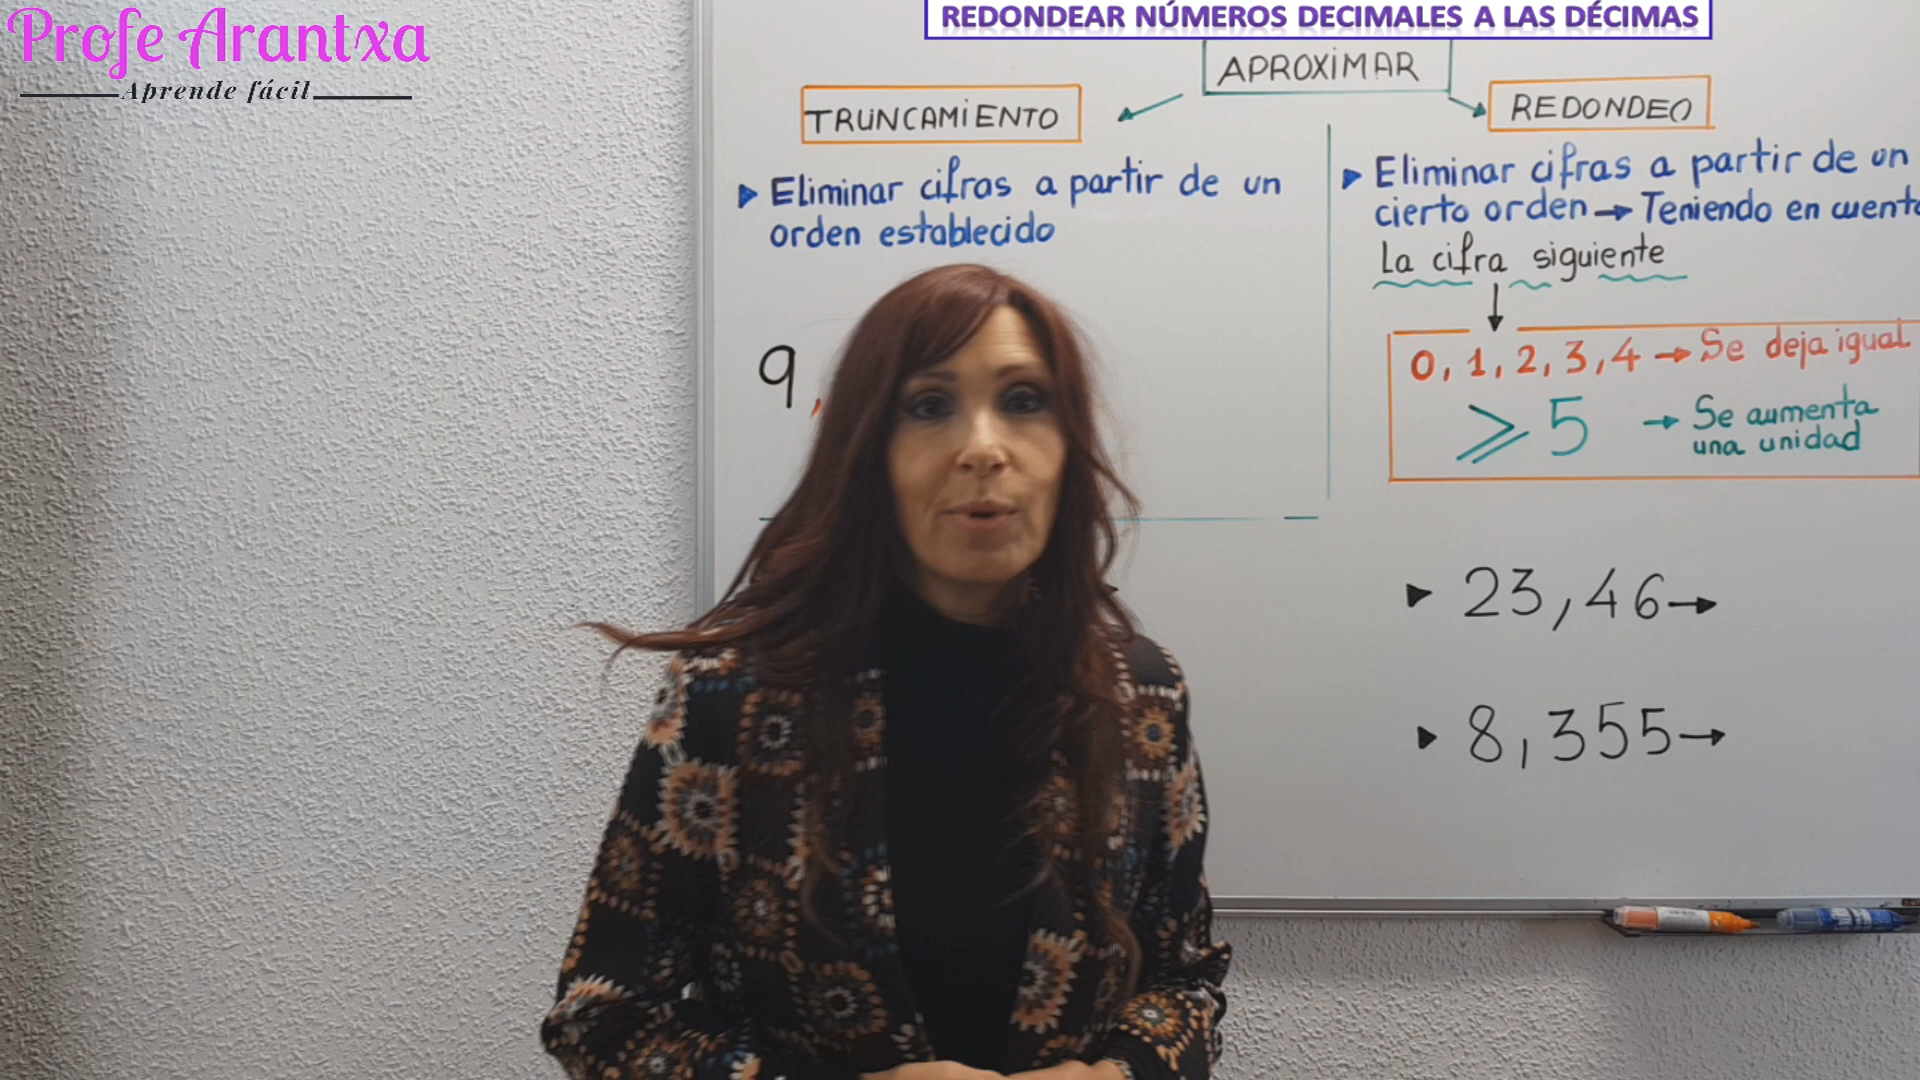 Profe Arantxa
Aprende fácil
REDONDEAR NÚMEROS DECIMALES A LAS DÉCIMAS
APROXIMAR
TRUNCAMIENTO
► Eliminar cifras a partir de un
orden establecido
9,
REDONDEO
► Eliminar cifras a partir de un
cierto orden → Teniendo en cuenta
La cifra siguiente
0, 1, 2, 3, 4 → Se deja igual
⩾ 5 → Se aumenta
una unidad
► 23,46 →
► 8,355 →